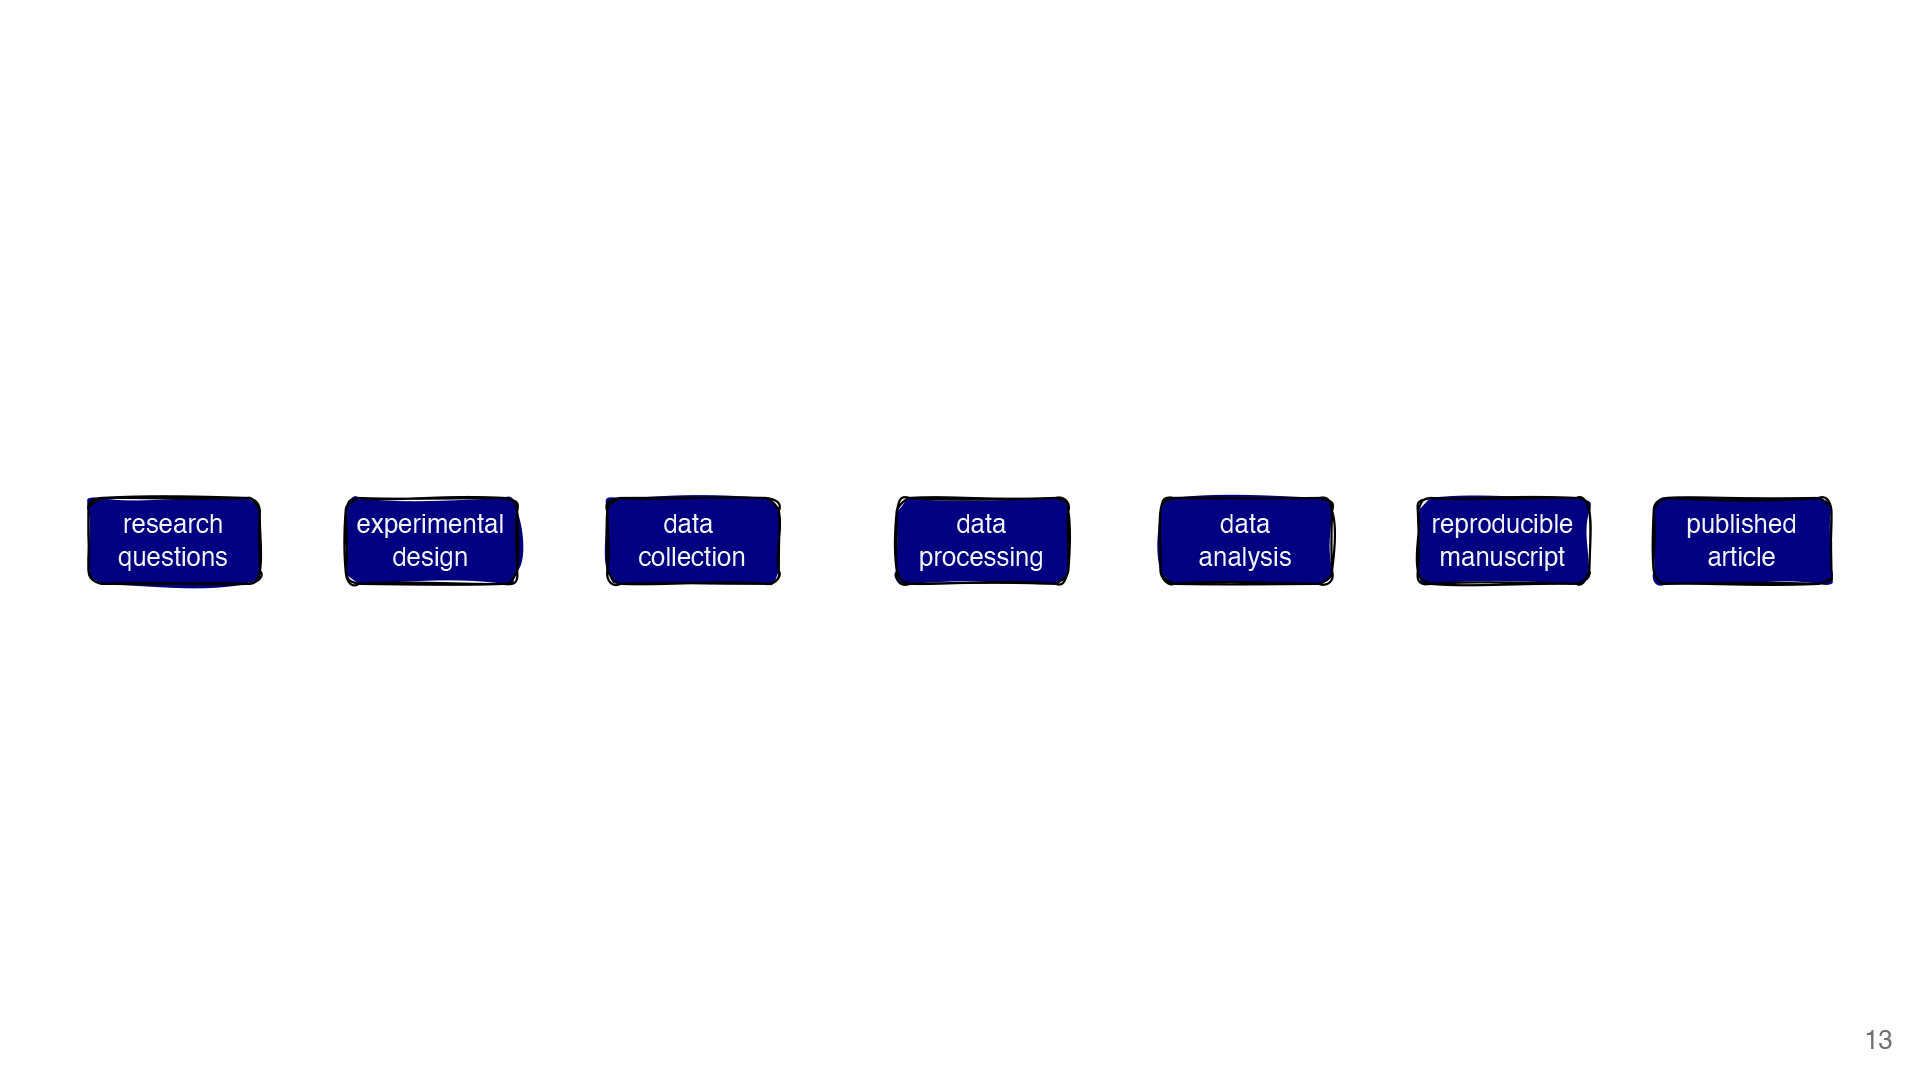 research
questions
experimental
design
data
collection
data
processing
data
analysis
reproducible
manuscript
published
article
13